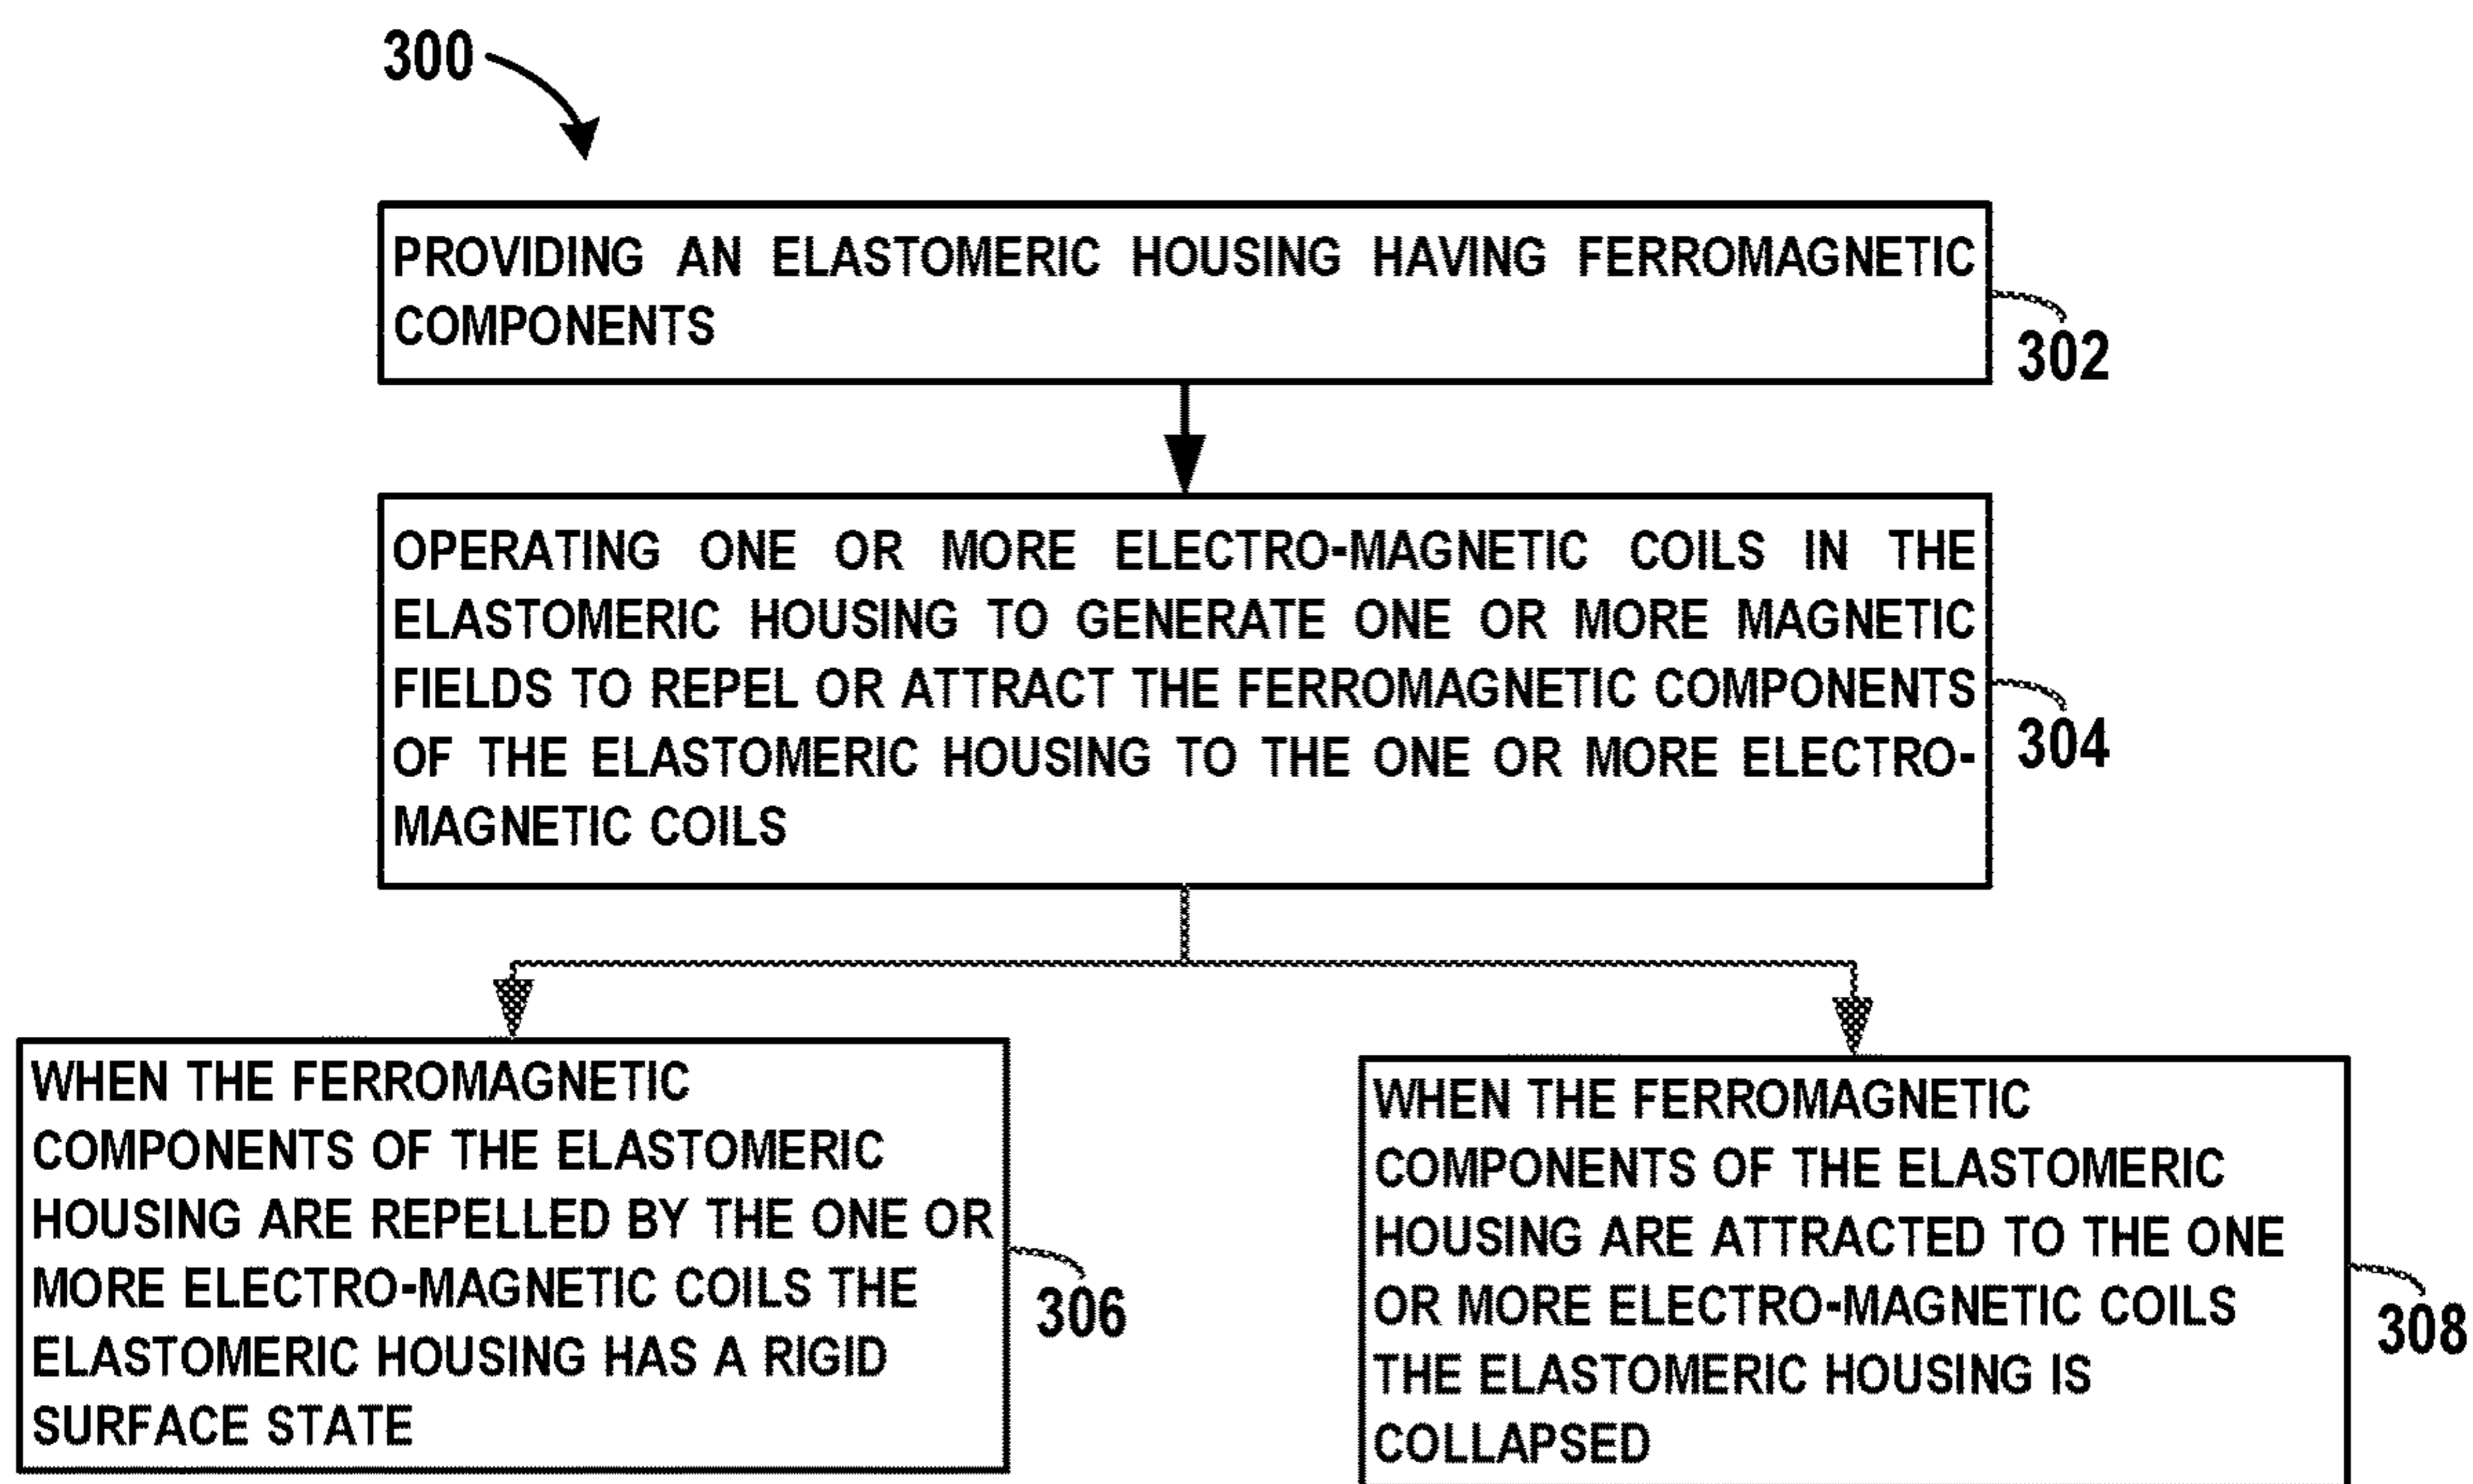 300
PROVIDING AN ELASTOMERIC HOUSING HAVING FERROMAGNETIC
COMPONENTS
302
OPERATING ONE OR MORE ELECTRO-MAGNETIC COILS IN THE
ELASTOMERIC HOUSING TO GENERATE ONE OR MORE MAGNETIC
FIELDS TO REPEL OR ATTRACT THE FERROMAGNETIC COMPONENTS
OF THE ELASTOMERIC HOUSING TO THE ONE OR MORE ELECTRO-
MAGNETIC COILS
304
WHEN THE FERROMAGNETIC
COMPONENTS OF THE ELASTOMERIC
HOUSING ARE REPELLED BY THE ONE OR
MORE ELECTRO-MAGNETIC COILS THE
ELASTOMERIC HOUSING HAS A RIGID
SURFACE STATE
306
WHEN THE FERROMAGNETIC
COMPONENTS OF THE ELASTOMERIC
HOUSING ARE ATTRACTED TO THE ONE
OR MORE ELECTRO-MAGNETIC COILS
THE ELASTOMERIC HOUSING IS
COLLAPSED
308